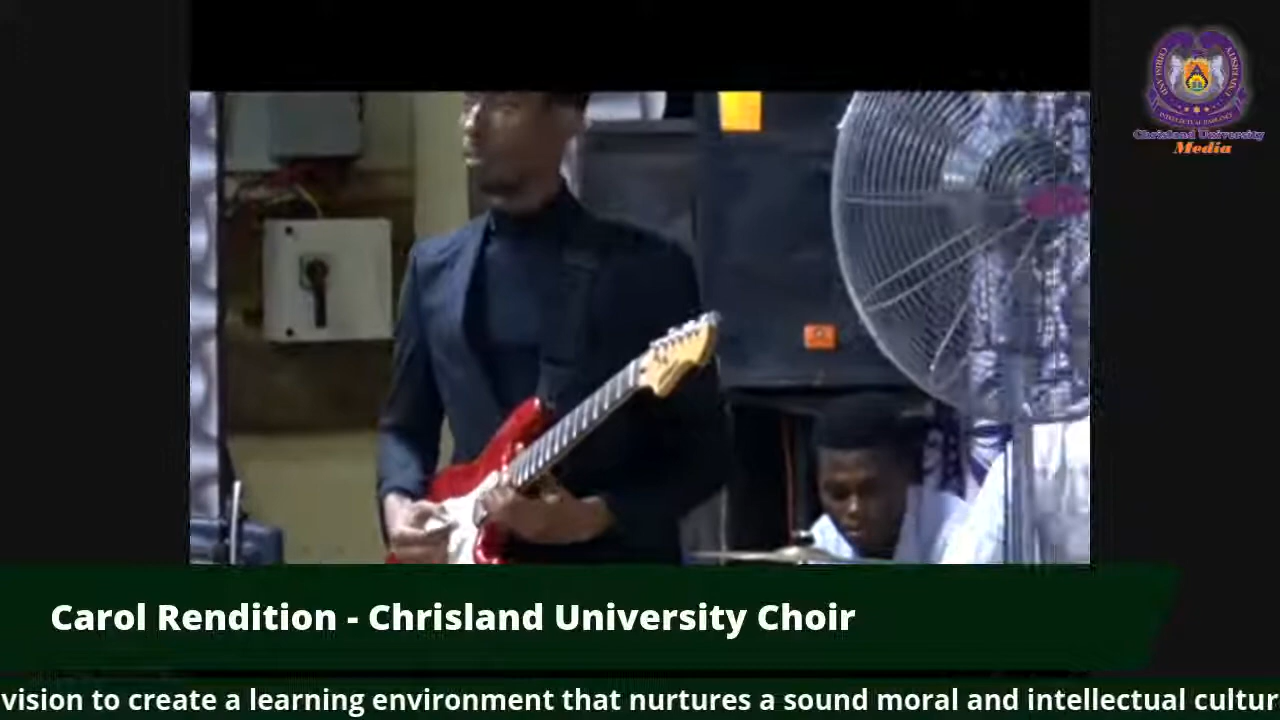 Chrisland University
Media
Carol Rendition - Chrisland University Choir
vision to create a learning environment that nurtures a sound moral and intellectual cultur